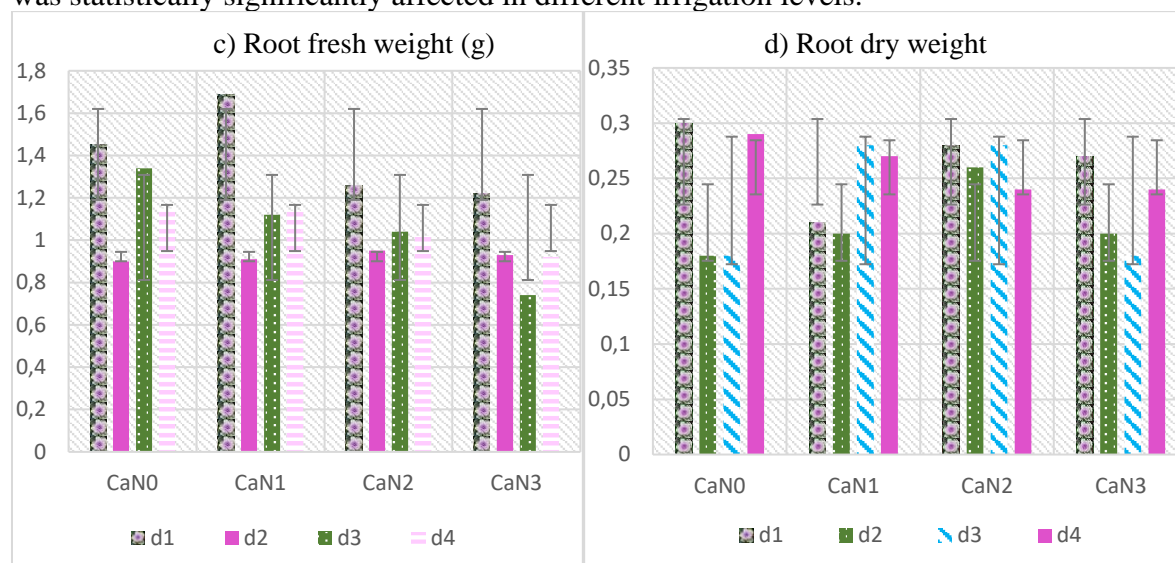 was statistically significantly affected in different irrigation levels.
c) Root fresh weight (g)
1,8
1,6
1,4
1,2
1
0,8
0,6
0,4
0,2
0
CaN0 CaN1 CaN2 CaN3
d1 d2 d3 d4
d) Root dry weight
0,35
0,3
0,25
0,2
0,15
0,1
0,05
0
CaN0 CaN1 CaN2 CaN3
d1 d2 d3 d4